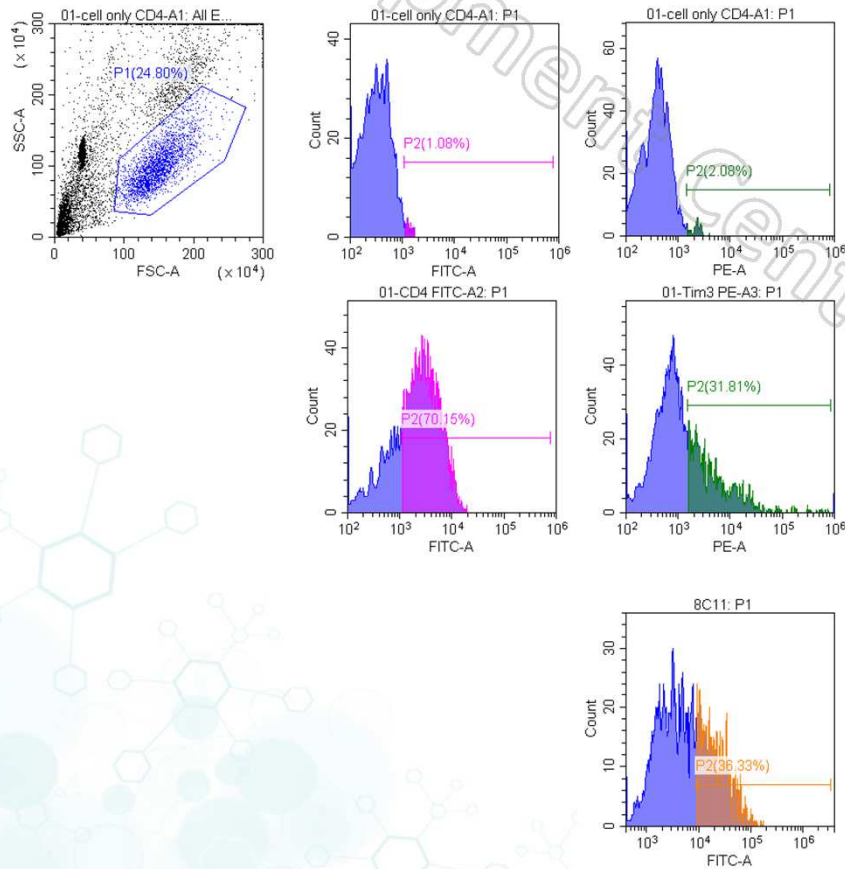 01-cell only CD4-A1: All E...
(×10⁴)
SSC-A
400
300
200
100
0
P1(24.80%)
0 100 200 300
FSC-A (×10⁴)
01-cell only CD4-A1: P1
Count
40
20
0
P2(1.08%)
10² 10³ 10⁴ 10⁵ 10⁶
FITC-A
01-cell only CD4-A1: P1
Count
60
40
20
0
P2(2.08%)
10² 10³ 10⁴ 10⁵ 10⁶
PE-A
01-CD4 FITC-A2: P1
Count
40
20
0
P2(70.15%)
10² 10³ 10⁴ 10⁵ 10⁶
FITC-A
01-Tim3 PE-A3: P1
Count
40
20
0
P2(31.81%)
10² 10³ 10⁴ 10⁵ 10⁶
PE-A
8C11: P1
Count
30
20
10
0
P2(36.33%)
10³ 10⁴ 10⁵ 10⁶
FITC-A